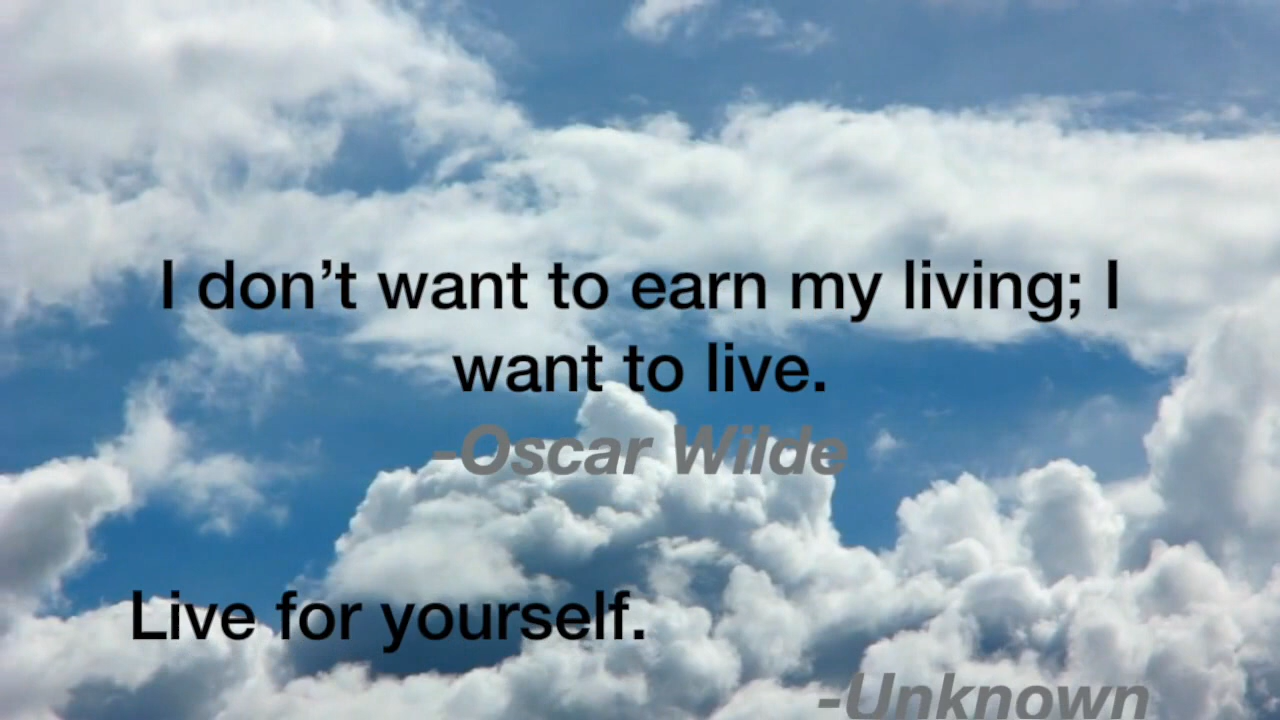 I don’t want to earn my living; I
want to live.
-Oscar Wilde
Live for yourself.
-Unknown